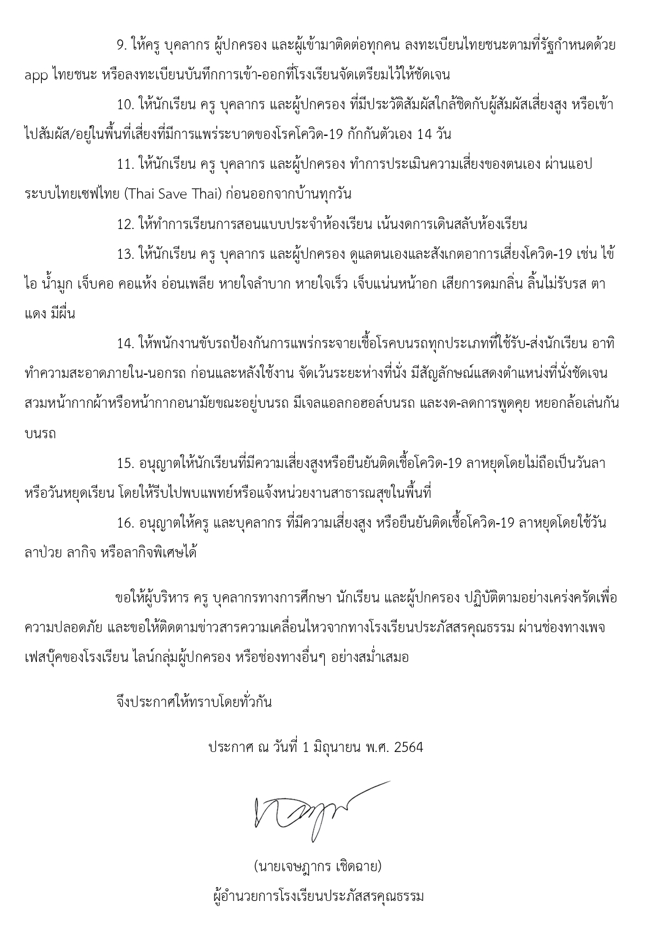 9. ให้ครู บุคลากร ผู้ปกครอง และผู้เข้ามาติดต่อทุกคน ลงทะเบียนไทยชนะตามที่รัฐกำหนดด้วย
app ไทยชนะ หรือลงทะเบียนบันทึกการเข้า-ออกที่โรงเรียนจัดเตรียมไว้ให้ชัดเจน
10. ให้นักเรียน ครู บุคลากร และผู้ปกครอง ที่มีประวัติสัมผัสใกล้ชิดกับผู้สัมผัสเสี่ยงสูง หรือเข้า
ไปสัมผัส/อยู่ในพื้นที่เสี่ยงที่มีการแพร่ระบาดของโรคโควิด-19 กักกันตัวเอง 14 วัน
11. ให้นักเรียน ครู บุคลากร และผู้ปกครอง ทำการประเมินความเสี่ยงของตนเอง ผ่านแอป
ระบบไทยเซฟไทย (Thai Save Thai) ก่อนออกจากบ้านทุกวัน
12. ให้ทำการเรียนการสอนแบบประจำห้องเรียน เน้นงดการเดินสลับห้องเรียน
13. ให้นักเรียน ครู บุคลากร และผู้ปกครอง ดูแลตนเองและสังเกตอาการเสี่ยงโควิด-19 เช่น ไข้
ไอ น้ำมูก เจ็บคอ คอแห้ง อ่อนเพลีย หายใจลำบาก หายใจเร็ว เจ็บแน่นหน้าอก เสียการดมกลิ่น ลิ้นไม่รับรส ตา
แดง มีผื่น
14. ให้พนักงานขับรถป้องกันการแพร่กระจายเชื้อโรคบนรถทุกประเภทที่ใช้รับ-ส่งนักเรียน อาทิ
ทำความสะอาดภายใน-นอกรถ ก่อนและหลังใช้งาน จัดเว้นระยะห่างที่นั่ง มีสัญลักษณ์แสดงตำแหน่งที่นั่งชัดเจน
สวมหน้ากากผ้าหรือหน้ากากอนามัยขณะอยู่บนรถ มีเจลแอลกอฮอล์บนรถ และงด-ลดการพูดคุย หยอกล้อเล่นกัน
บนรถ
15. อนุญาตให้นักเรียนที่มีความเสี่ยงสูงหรือยืนยันติดเชื้อโควิด-19 ลาหยุดโดยไม่ถือเป็นวันลา
หรือวันหยุดเรียน โดยให้รีบไปพบแพทย์หรือแจ้งหน่วยงานสาธารณสุขในพื้นที่
16. อนุญาตให้ครู และบุคลากร ที่มีความเสี่ยงสูง หรือยืนยันติดเชื้อโควิด-19 ลาหยุดโดยใช้วัน
ลาป่วย ลากิจ หรือลากิจพิเศษได้
ขอให้ผู้บริหาร ครู บุคลากรทางการศึกษา นักเรียน และผู้ปกครอง ปฏิบัติตามอย่างเคร่งครัดเพื่อ
ความปลอดภัย และขอให้ติดตามข่าวสารความเคลื่อนไหวจากทางโรงเรียนประภัสสรคุณธรรม ผ่านช่องทางเพจ
เฟสบุ๊คของโรงเรียน ไลน์กลุ่มผู้ปกครอง หรือช่องทางอื่นๆ อย่างสม่ำเสมอ
จึงประกาศให้ทราบโดยทั่วกัน
ประกาศ ณ วันที่ 1 มิถุนายน พ.ศ. 2564
(นายเจษฎากร เชิดฉาย)
ผู้อำนวยการโรงเรียนประภัสสรคุณธรรม